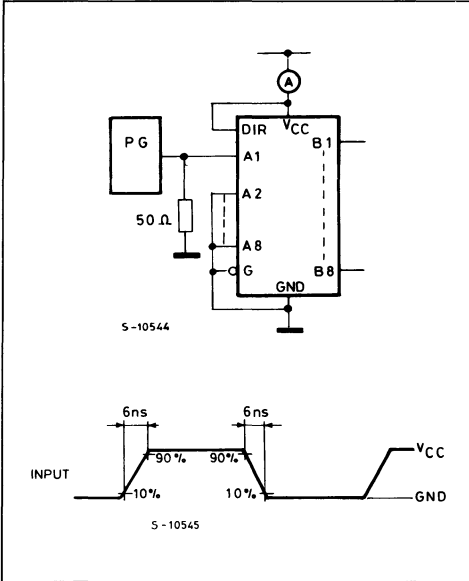 A
DIR
VCC
B1
PG
A1
A2
50 Ω
A8
G
B8
GND
S-10544
6ns
6ns
90%
90%
VCC
INPUT
10%
10%
GND
S-10545